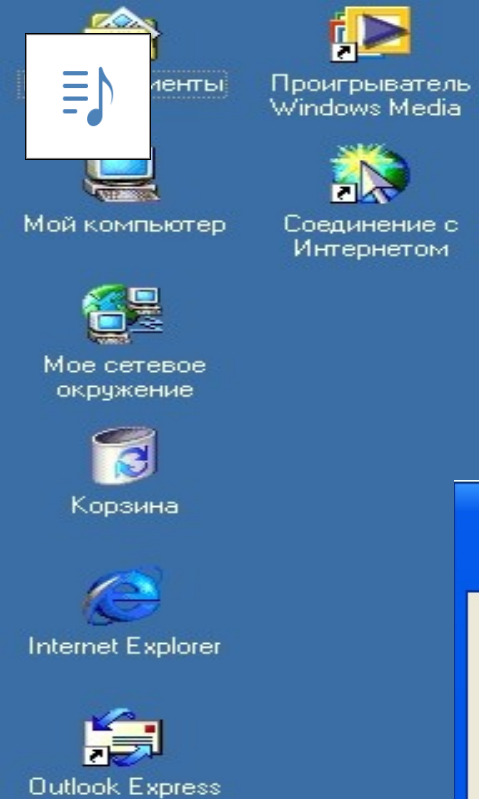 Проигрыватель
Windows Media
Мой компьютер
Соединение с
Интернетом
Мое сетевое
окружение
Корзина
Internet Explorer
Outlook Express